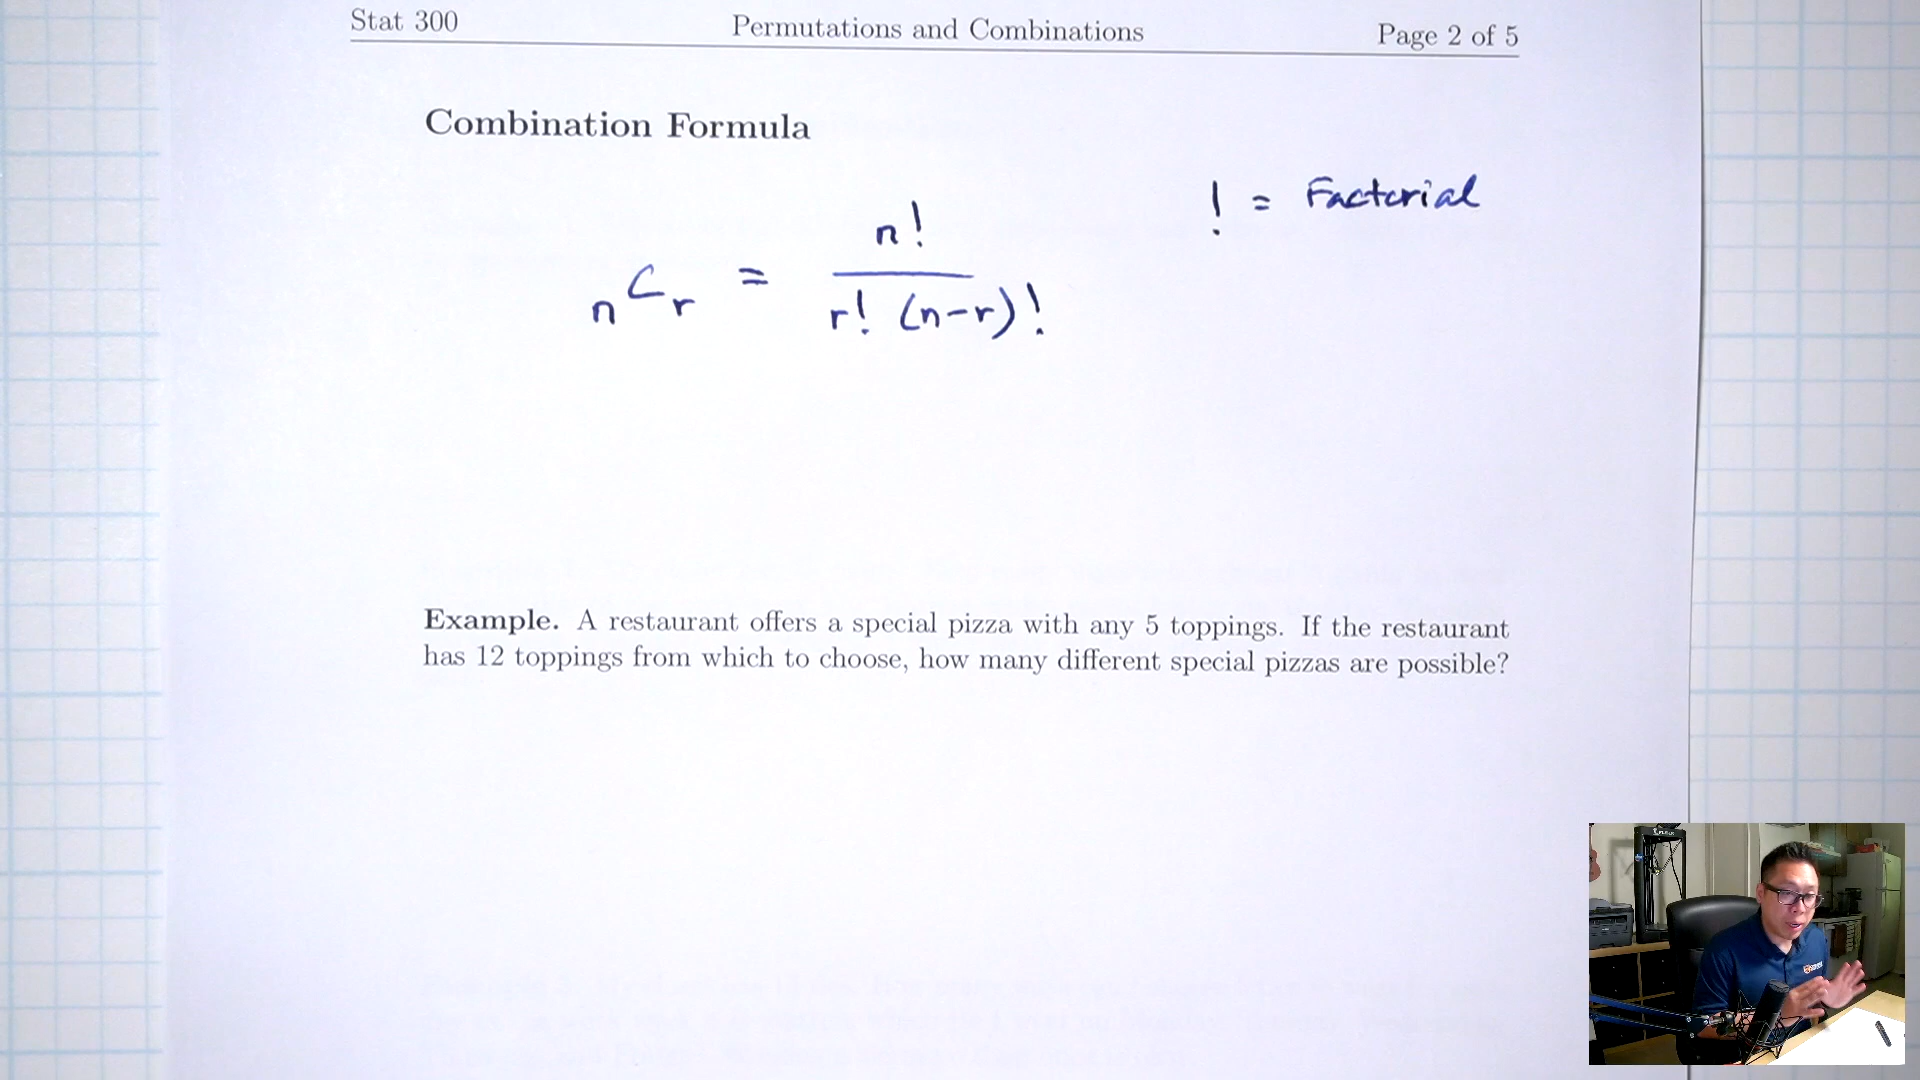 Stat 300 Permutations and Combinations Page 2 of 5
Combination Formula
! = Factorial
nCr = n! / r! (n-r)!
Example. A restaurant offers a special pizza with any 5 toppings. If the restaurant
has 12 toppings from which to choose, how many different special pizzas are possible?